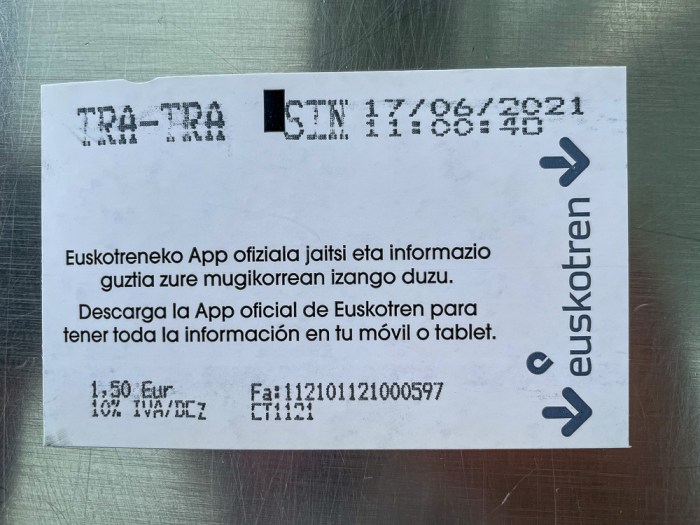 TRA-TRA SIN 17/06/2021
11:00:40
Euskotreneko App ofiziala jaitsi eta informazio
guztia zure mugikorrean izango duzu.
Descarga la App oficial de Euskotren para
tener toda la información en tu móvil o tablet.
1,50 Eur Fa:112101121000597
10% IVA/BEZ CT1121
euskotren